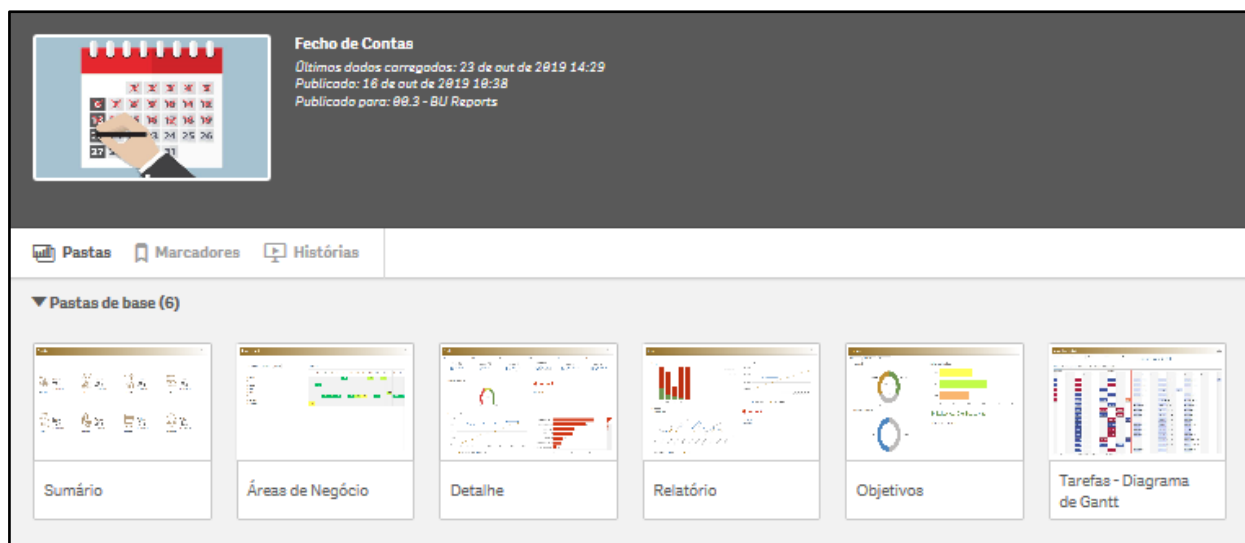 Fecho de Contas
Últimos dados carregados: 23 de out de 2019 14:29
Publicado: 16 de out de 2019 10:38
Publicado para: 00.3 - BU Reports
Pastas Marcadores Histórias
Pastas de base (6)
Sumário
Áreas de Negócio
Detalhe
Relatório
Objetivos
Tarefas - Diagrama
de Gantt